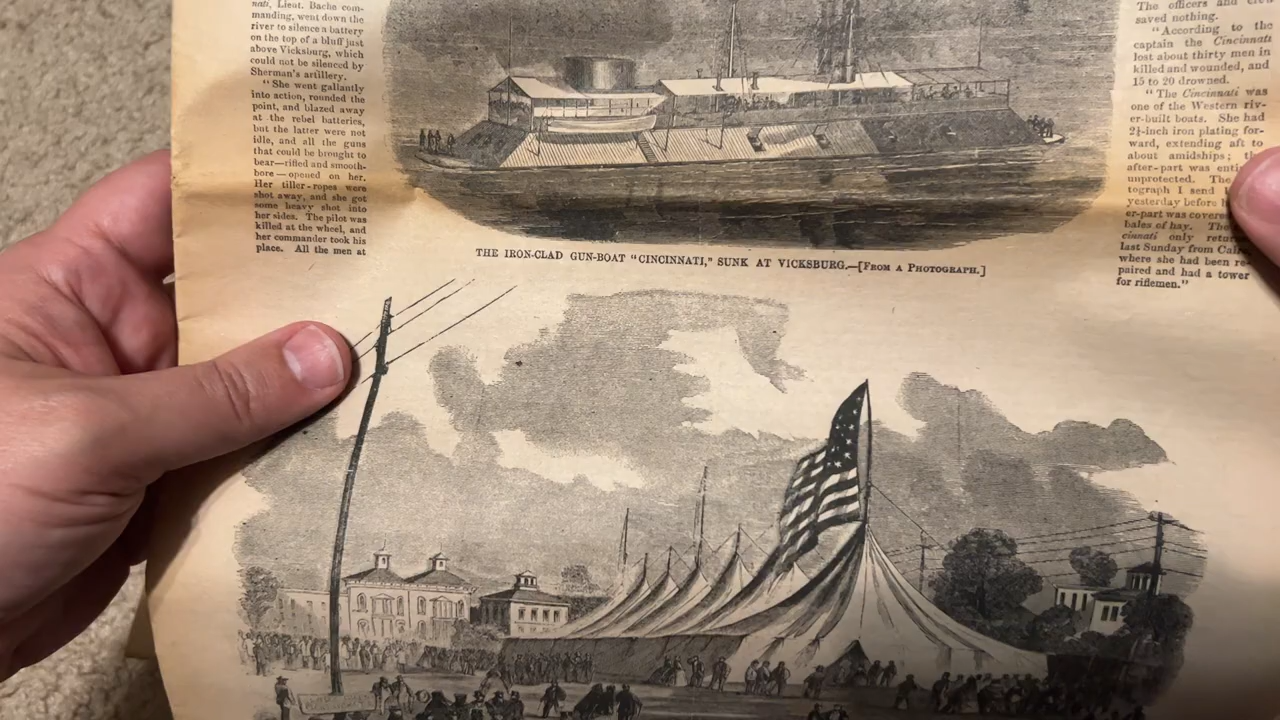 nati, Lieut. Bache com-
manding, went down the
river to silence a battery
on the top of a bluff just
above Vicksburg, which
could not be silenced by
Sherman's artillery.
"She went gallantly
into action, rounded the
point, and blazed away
at the rebel batteries,
but the latter were not
idle, and all the guns
that could be brought to
bear—rifled and smooth-
bore—opened on her.
Her tiller-ropes were
shot away, and she got
some heavy shot into
her sides. The pilot was
killed at the wheel, and
her commander took his
place. All the men at
THE IRON-CLAD GUN-BOAT "CINCINNATI," SUNK AT VICKSBURG.—[From a Photograph.]
The officers and crew
saved nothing.
"According to the
captain the Cincinnati
lost about thirty men in
killed and wounded, and
15 to 20 drowned.
"The Cincinnati was
one of the Western riv-
er-built boats. She had
2½-inch iron plating for-
ward, extending aft to
about amidships; 
after-part was
unprotected. The
tograph I send
yesterday before
er-part was
bales of hay. The
cinnati only
last Sunday from
where she had been re-
paired and had a tower
for riflemen."